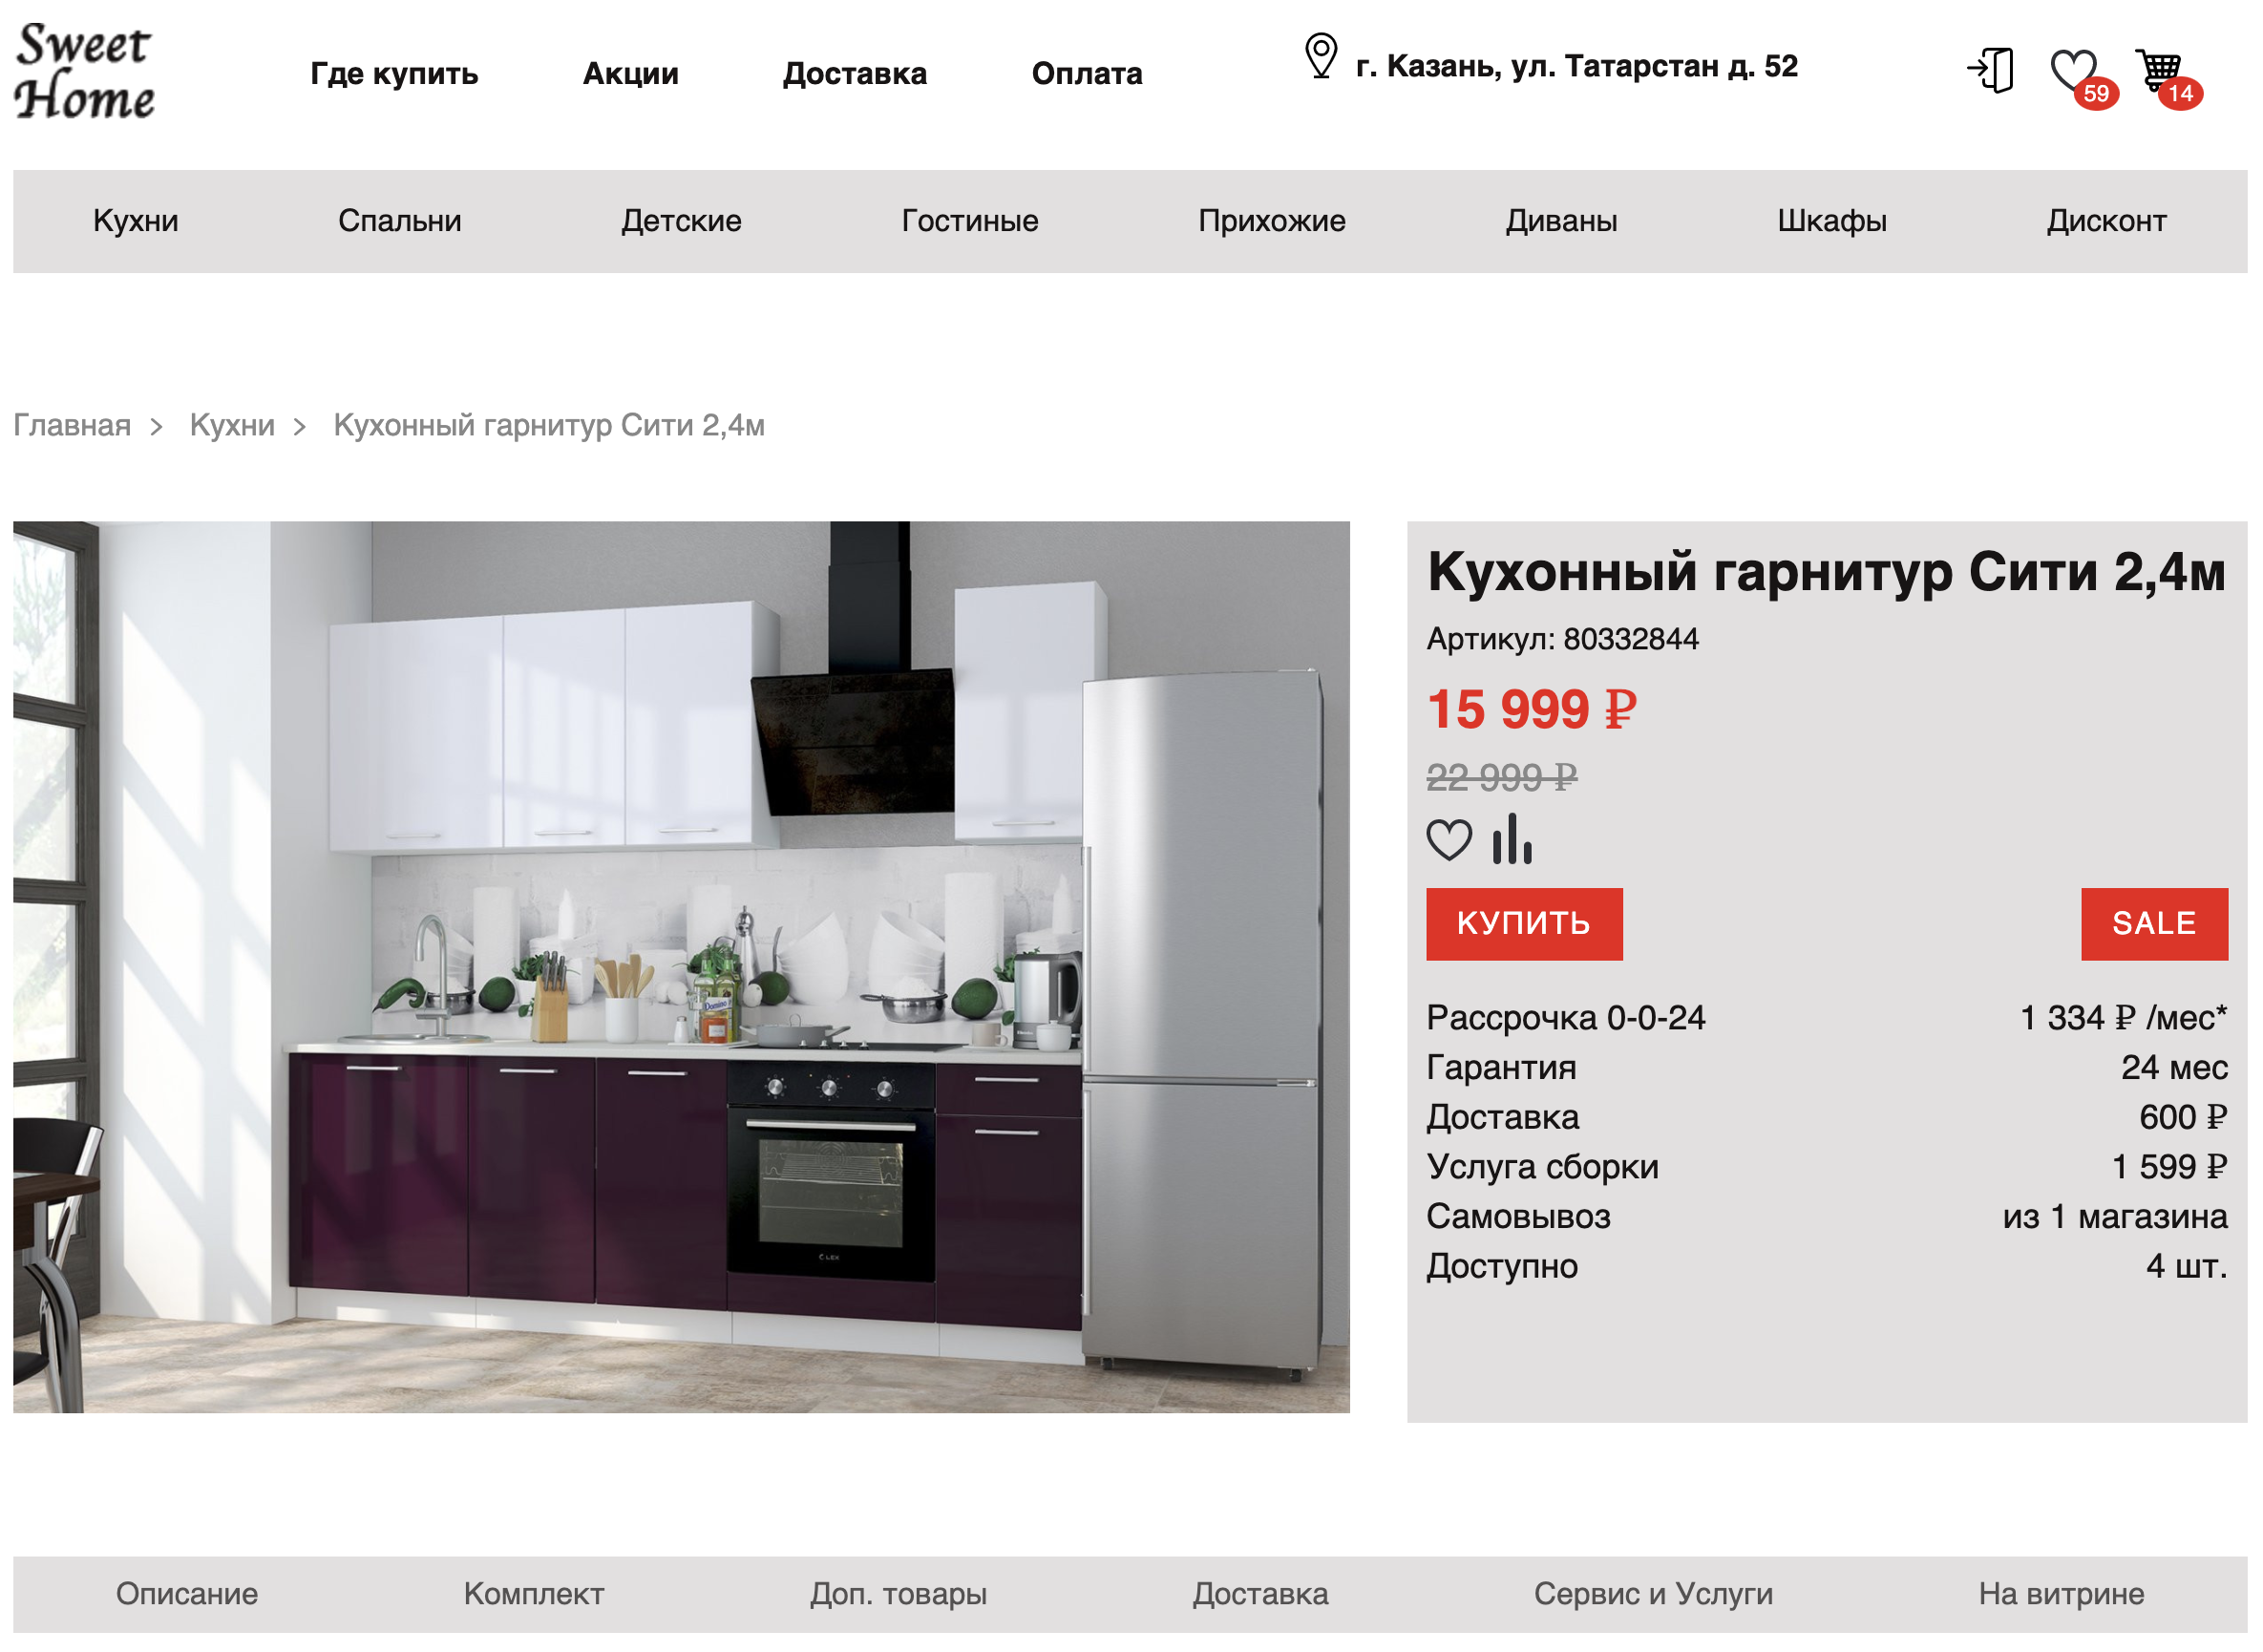 Sweet
Home
Где купить
Акции
Доставка
Оплата
г. Казань, ул. Татарстан д. 52
59
14
Кухни
Спальни
Детские
Гостиные
Прихожие
Диваны
Шкафы
Дисконт
Главная > Кухни > Кухонный гарнитур Сити 2,4м
Кухонный гарнитур Сити 2,4м
Артикул: 80332844
15 999 ₽
22 999 ₽
КУПИТЬ
SALE
Рассрочка 0-0-24 1 334 ₽ /мес*
Гарантия 24 мес
Доставка 600 ₽
Услуга сборки 1 599 ₽
Самовывоз из 1 магазина
Доступно 4 шт.
Domino
LEX
Описание
Комплект
Доп. товары
Доставка
Сервис и Услуги
На витрине